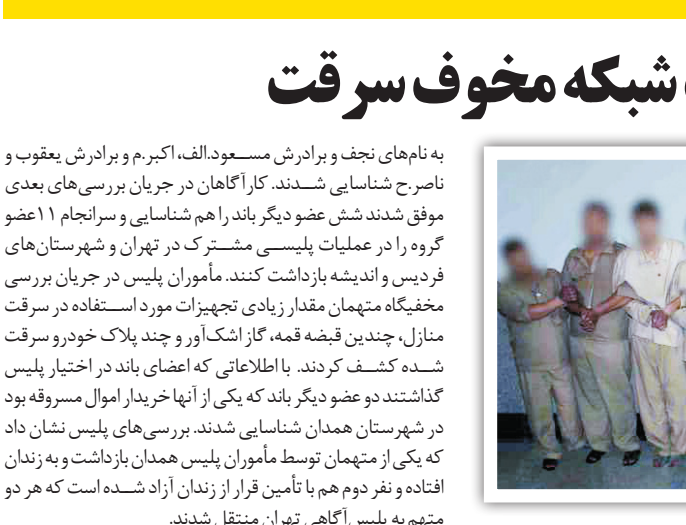 شبکه مخوف سرقت
به نام‌های نجف و برادرش مسعود.الف، اکبر.م و برادرش یعقوب و
ناصر.ح شناسایی شدند. کارآگاهان در جریان بررسی‌های بعدی
موفق شدند شش عضو دیگر باند را هم شناسایی و سرانجام ۱۱عضو
گروه را در عملیات پلیسی مشترک در تهران و شهرستان‌های
فردیس و اندیشه بازداشت کنند. مأموران پلیس در جریان بررسی
مخفیگاه متهمان مقدار زیادی تجهیزات مورد استفاده در سرقت
منازل، چندین قبضه قمه، گاز اشک‌آور و چند پلاک خودرو سرقت
شده کشف کردند. با اطلاعاتی که اعضای باند در اختیار پلیس
گذاشتند دو عضو دیگر باند که یکی از آنها خریدار اموال مسروقه بود
در شهرستان همدان شناسایی شدند. بررسی‌های پلیس نشان داد
که یکی از متهمان توسط مأموران پلیس همدان بازداشت و به زندان
افتاده و نفر دوم هم با تأمین قرار از زندان آزاد شده است که هر دو
متهم به پلیس آگاهی تهران منتقل شدند.